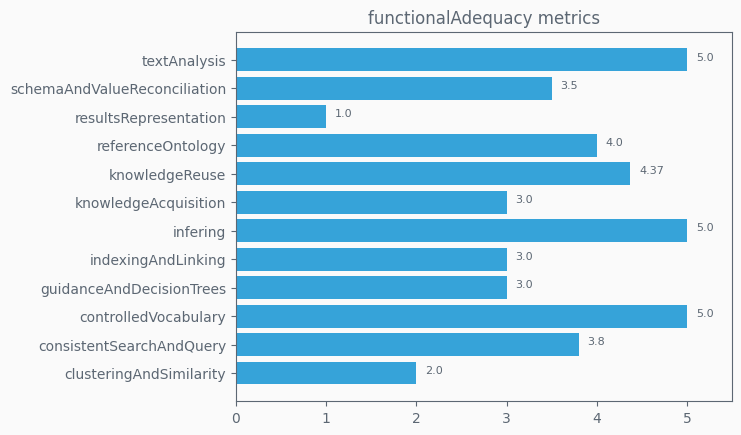 functionalAdequacy metrics
textAnalysis 5.0
schemaAndValueReconciliation 3.5
resultsRepresentation 1.0
referenceOntology 4.0
knowledgeReuse 4.37
knowledgeAcquisition 3.0
infering 5.0
indexingAndLinking 3.0
guidanceAndDecisionTrees 3.0
controlledVocabulary 5.0
consistentSearchAndQuery 3.8
clusteringAndSimilarity 2.0
0 1 2 3 4 5